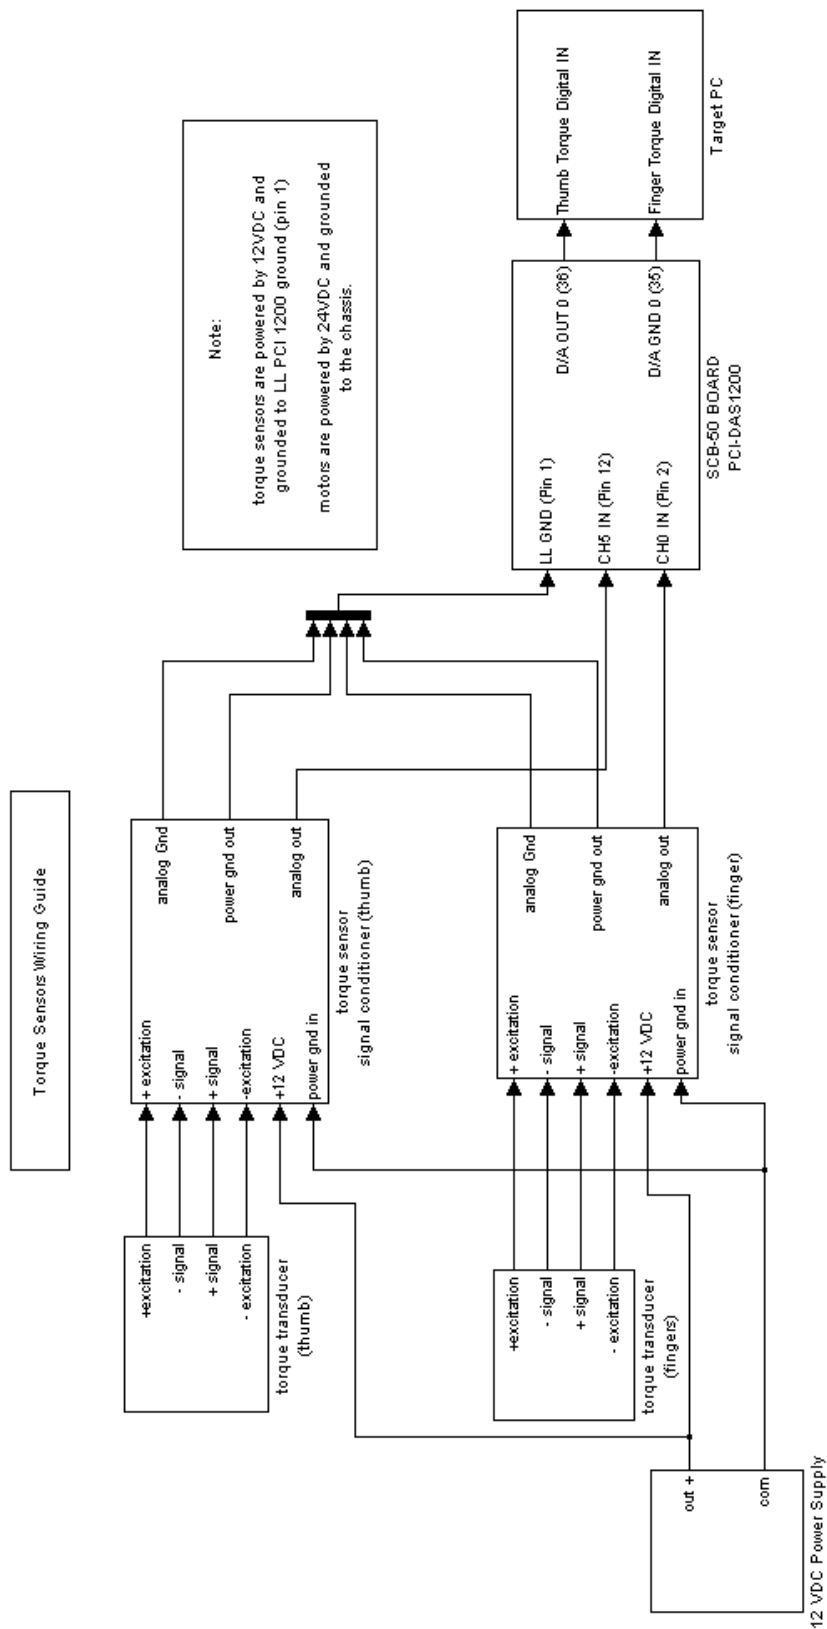 Torque Sensors Wiring Guide
Note:
torque sensors are powered by 12VDC and
grounded to LL PCI 1200 ground (pin 1)
motors are powered by 24VDC and grounded
to the chassis.
+excitation
- signal
+ signal
- excitation
torque transducer
(thumb)
+ excitation
- signal
+ signal
-excitation
+12 VDC
power gnd in
analog Gnd
power gnd out
analog out
torque sensor
signal conditioner(thumb)
+excitation
- signal
+ signal
- excitation
torque transducer
(fingers)
+ excitation
- signal
+ signal
-excitation
+12 VDC
power gnd in
analog Gnd
power gnd out
analog out
torque sensor
signal conditioner(finger)
out +
com
12 VDC Power Supply
LL GND (Pin 1)
CH5 IN (Pin 12)
CH0 IN (Pin 2)
D/A OUT 0 (36)
D/A GND 0 (35)
SCB-50 BOARD
PCI-DAS1200
Thumb Torque Digital IN
Finger Torque Digital IN
Target PC